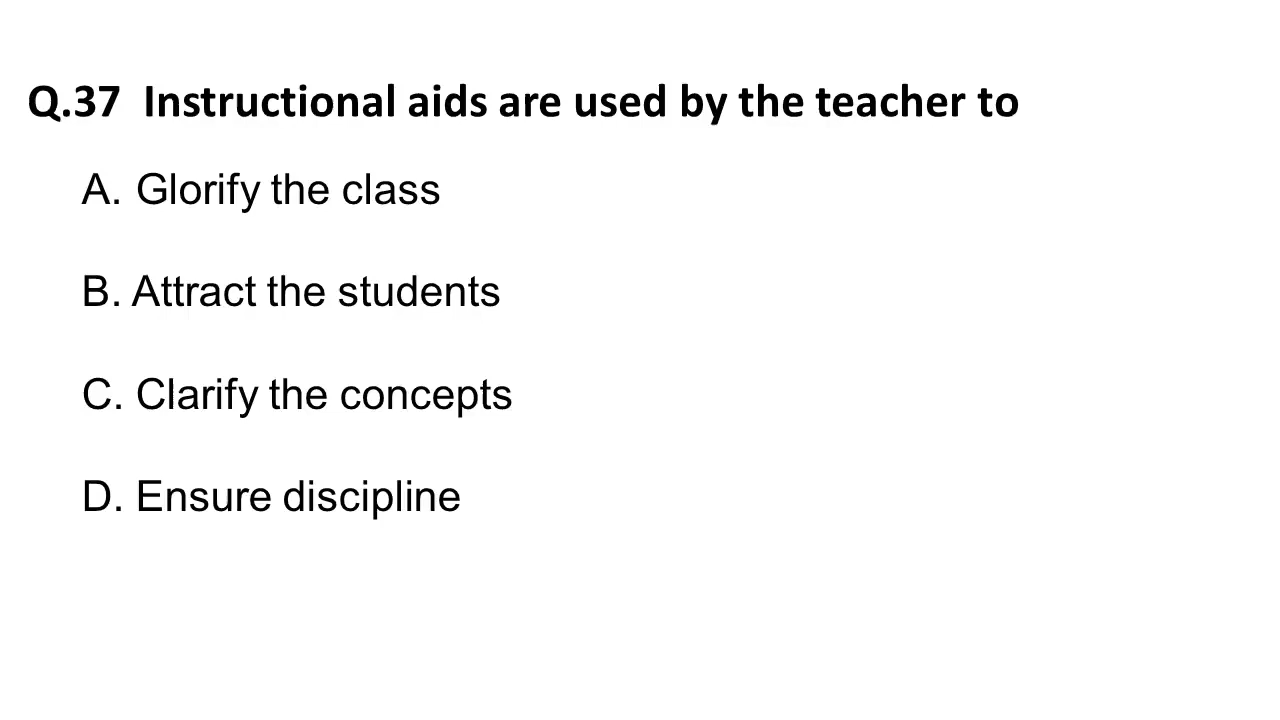 Q.37 Instructional aids are used by the teacher to
A. Glorify the class
B. Attract the students
C. Clarify the concepts
D. Ensure discipline